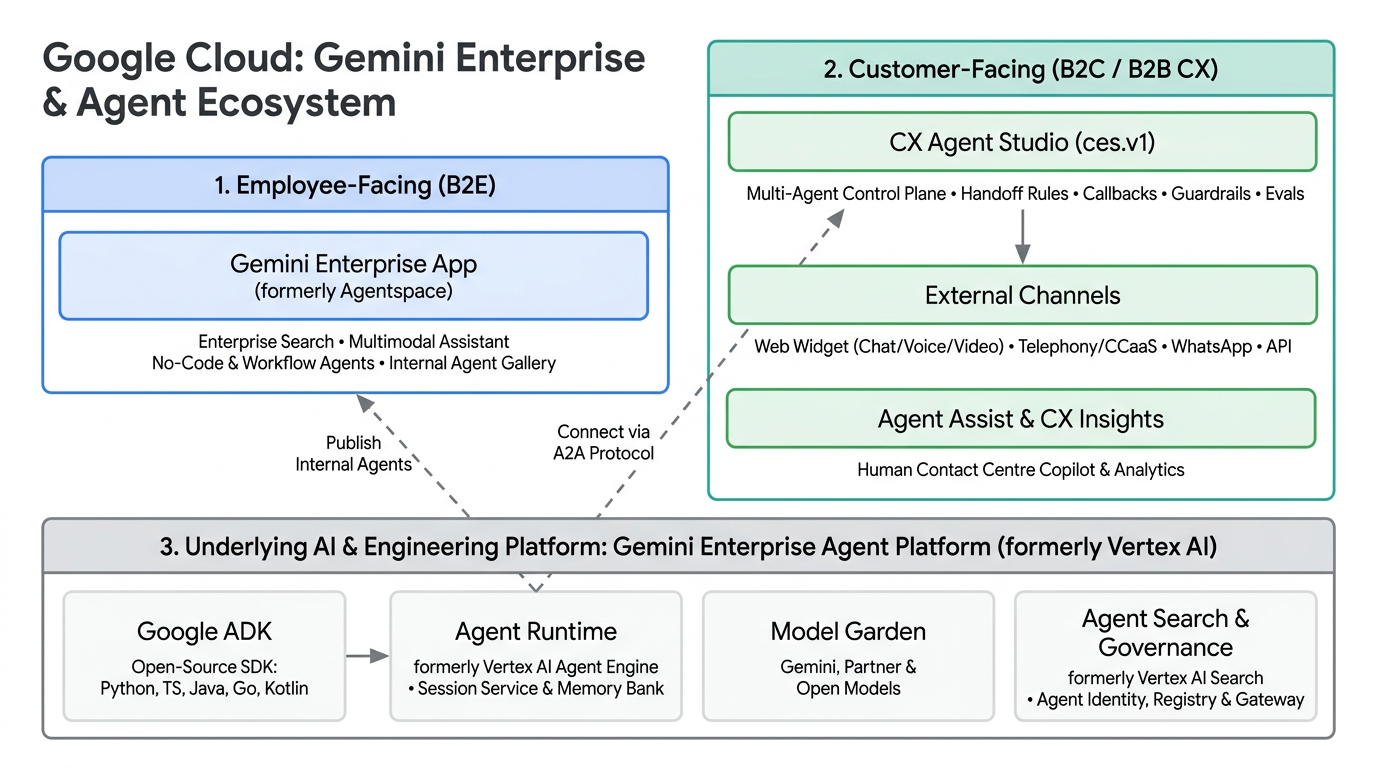 Google Cloud: Gemini Enterprise
& Agent Ecosystem
1. Employee-Facing (B2E)
Gemini Enterprise App
(formerly Agentspace)
Enterprise Search • Multimodal Assistant
No-Code & Workflow Agents • Internal Agent Gallery
2. Customer-Facing (B2C / B2B CX)
CX Agent Studio (ces.v1)
Multi-Agent Control Plane • Handoff Rules • Callbacks • Guardrails • Evals
External Channels
Web Widget (Chat/Voice/Video) • Telephony/CCaaS • WhatsApp • API
Agent Assist & CX Insights
Human Contact Centre Copilot & Analytics
Publish
Internal Agents
Connect via
A2A Protocol
3. Underlying AI & Engineering Platform: Gemini Enterprise Agent Platform (formerly Vertex AI)
Google ADK
Open-Source SDK:
Python, TS, Java, Go, Kotlin
Agent Runtime
formerly Vertex AI Agent Engine
• Session Service & Memory Bank
Model Garden
Gemini, Partner &
Open Models
Agent Search &
Governance
formerly Vertex AI Search
• Agent Identity, Registry & Gateway